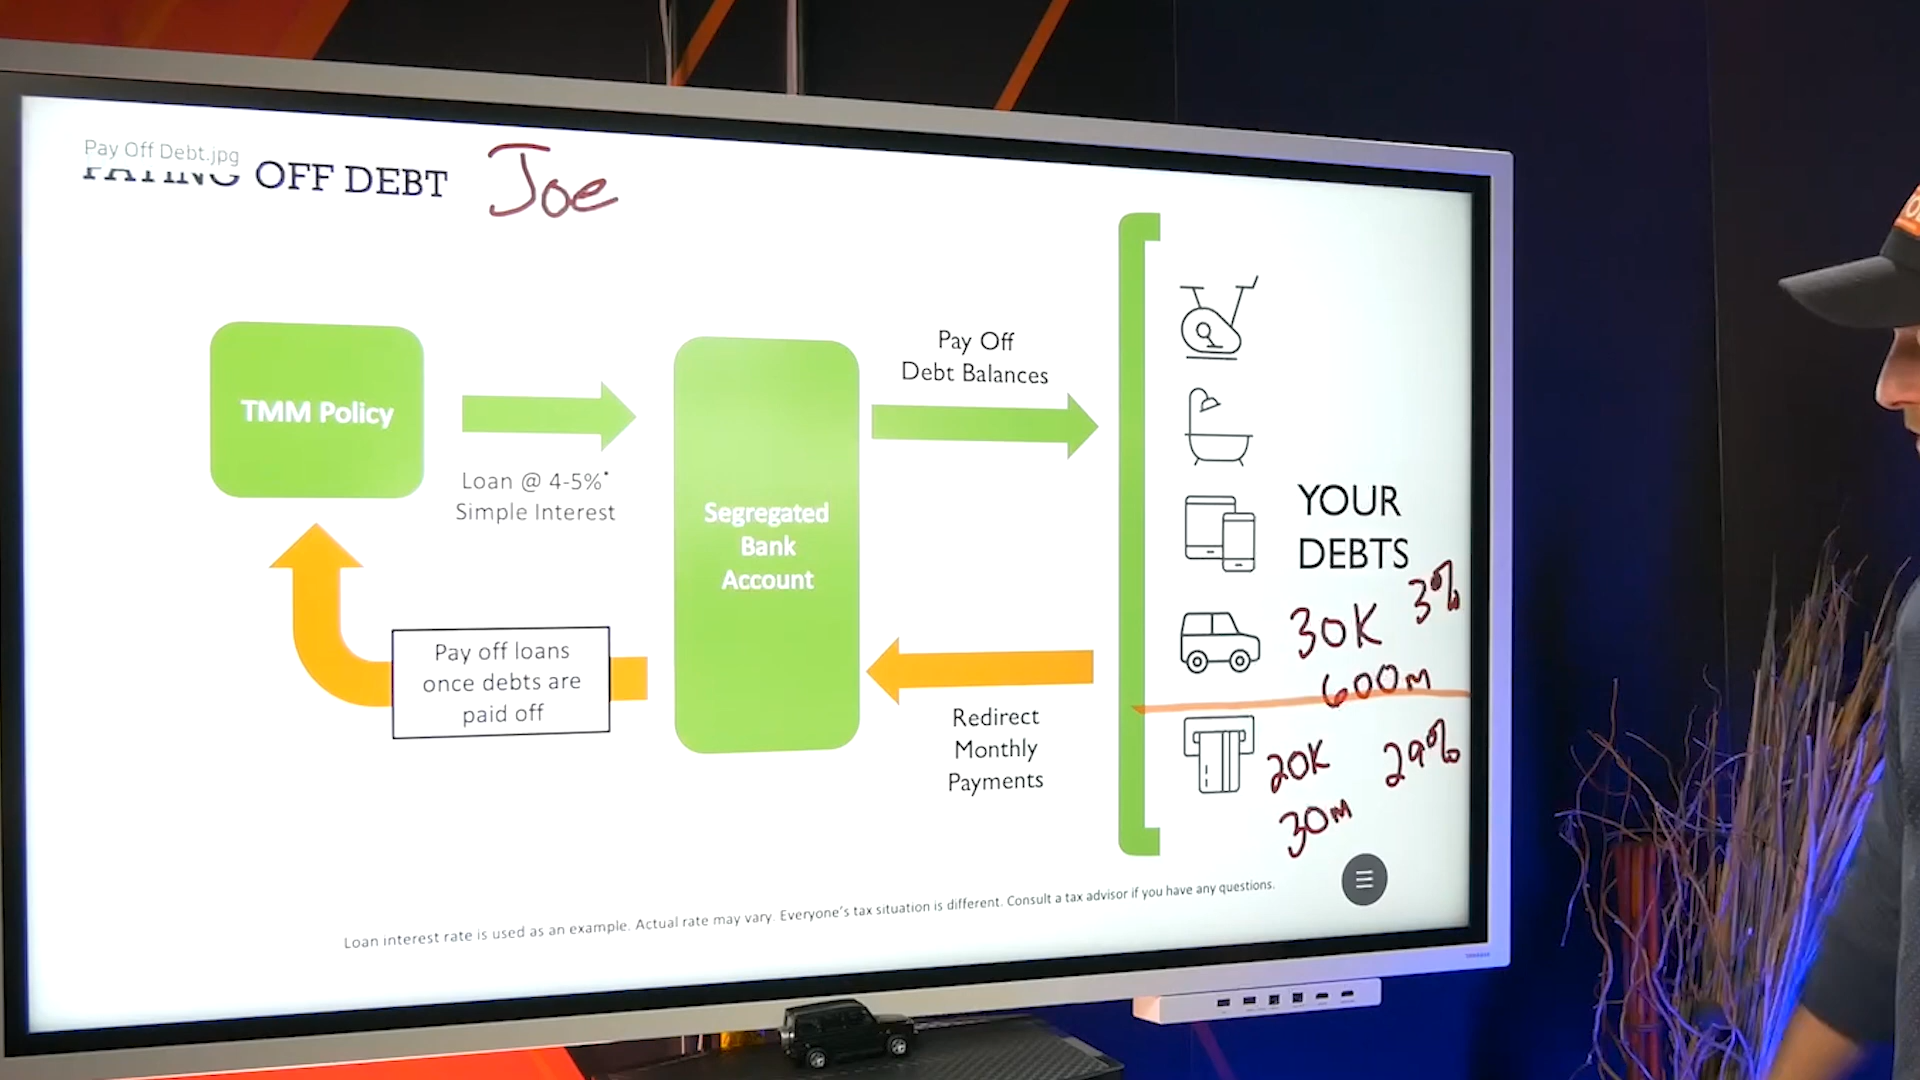 Pay Off Debt.jpg
PAYING OFF DEBT
Joe
TMM Policy
Loan @ 4-5%*
Simple Interest
Segregated
Bank
Account
Pay Off
Debt Balances
Pay off loans
once debts are
paid off
Redirect
Monthly
Payments
YOUR
DEBTS
30K 3%
600m
20K 29%
30m
Loan interest rate is used as an example. Actual rate may vary. Everyone's tax situation is different. Consult a tax advisor if you have any questions.